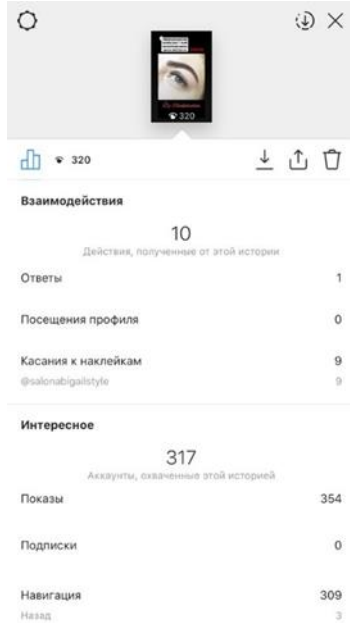 320
320
Взаимодействия
10
Действия, полученные от этой истории
Ответы 1
Посещения профиля 0
Касания к наклейкам 9
@salonabigailstyle 9
Интересное
317
Аккаунты, охваченные этой историей
Показы 354
Подписки 0
Навигация 309
Назад 3